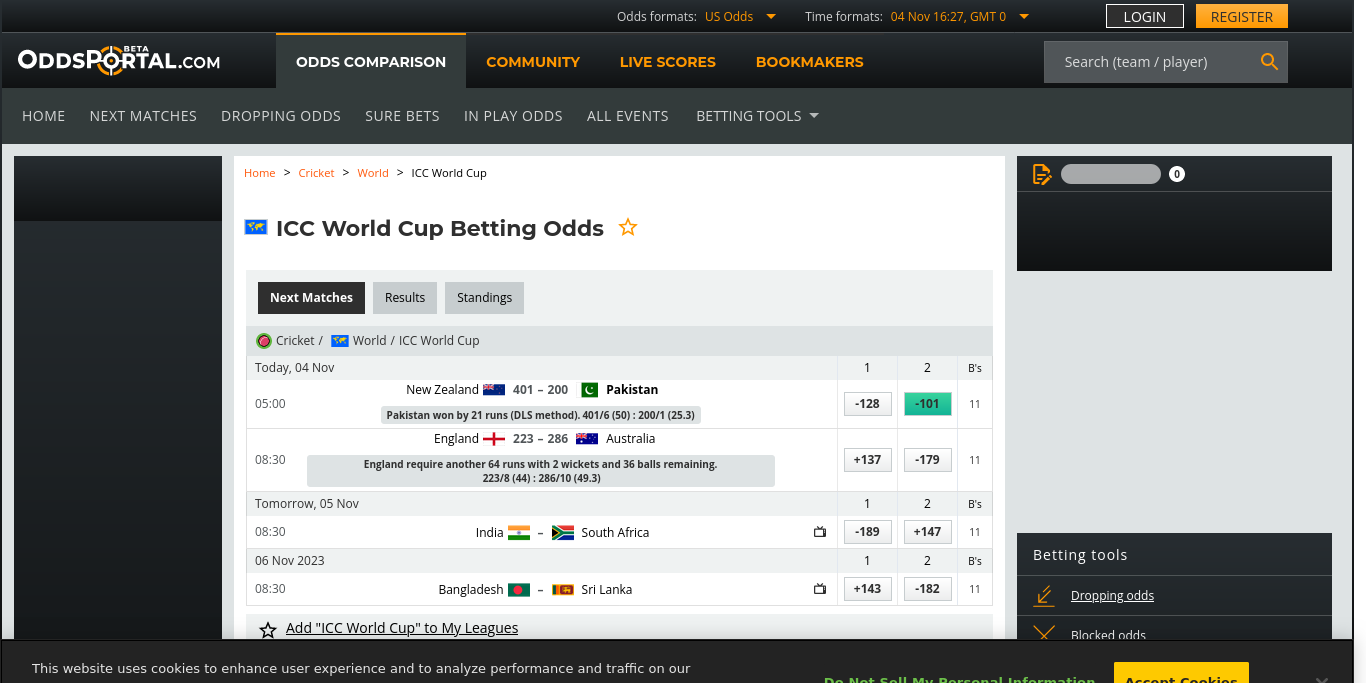 Odds formats: US Odds Time formats: 04 Nov 16:27, GMT 0 LOGIN REGISTER
BETA
ODDSPORTAL.COM ODDS COMPARISON COMMUNITY LIVE SCORES BOOKMAKERS Search (team / player)
HOME NEXT MATCHES DROPPING ODDS SURE BETS IN PLAY ODDS ALL EVENTS BETTING TOOLS
Home > Cricket > World > ICC World Cup
0
ICC World Cup Betting Odds
Next Matches Results Standings
Cricket / World / ICC World Cup
Today, 04 Nov 1 2 B's
New Zealand 401 – 200 Pakistan
05:00 -128 -101 11
Pakistan won by 21 runs (DLS method). 401/6 (50) : 200/1 (25.3)
England 223 – 286 Australia
08:30 +137 -179 11
England require another 64 runs with 2 wickets and 36 balls remaining.
223/8 (44) : 286/10 (49.3)
Tomorrow, 05 Nov 1 2 B's
08:30 India – South Africa -189 +147 11
06 Nov 2023 1 2 B's
08:30 Bangladesh – Sri Lanka +143 -182 11
Add "ICC World Cup" to My Leagues
Betting tools
Dropping odds
Blocked odds
This website uses cookies to enhance user experience and to analyze performance and traffic on our
Do Not Sell My Personal Information Accept Cookies